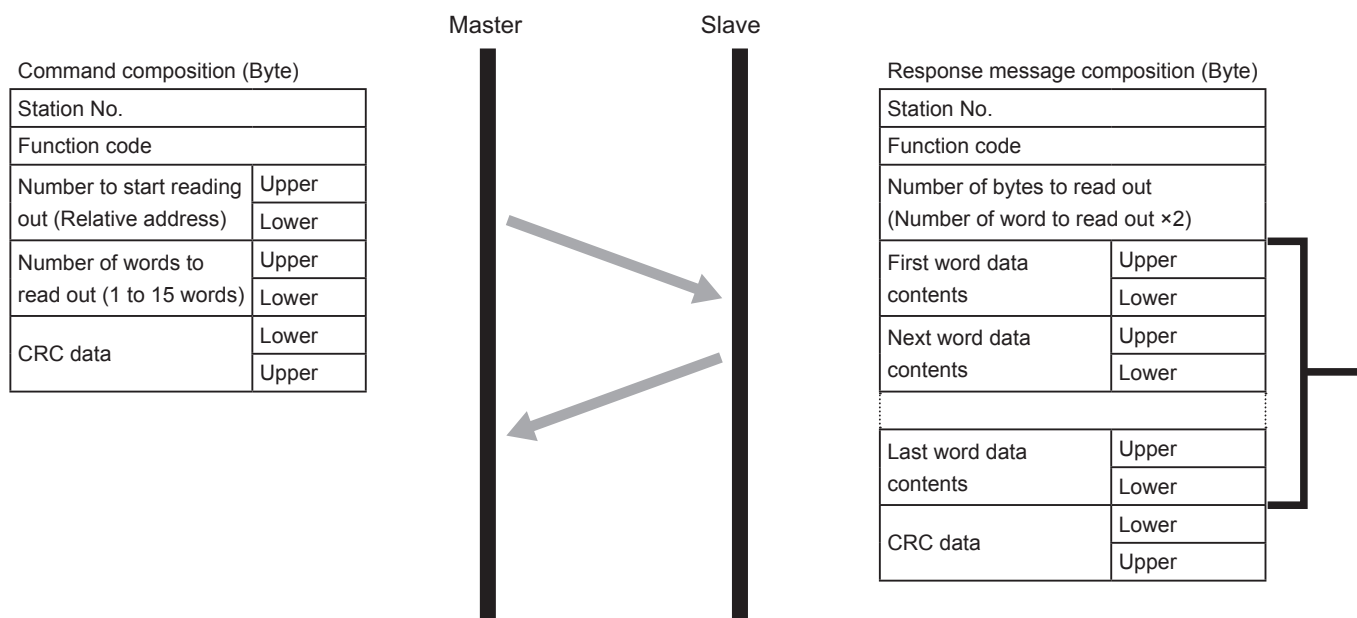 Master
Slave
Command composition (Byte)
Station No.
Function code
Number to start reading
out (Relative address)
Upper
Lower
Number of words to
read out (1 to 15 words)
Upper
Lower
CRC data
Lower
Upper
Response message composition (Byte)
Station No.
Function code
Number of bytes to read out
(Number of word to read out ×2)
First word data
contents
Upper
Lower
Next word data
contents
Upper
Lower
Last word data
contents
Upper
Lower
CRC data
Lower
Upper